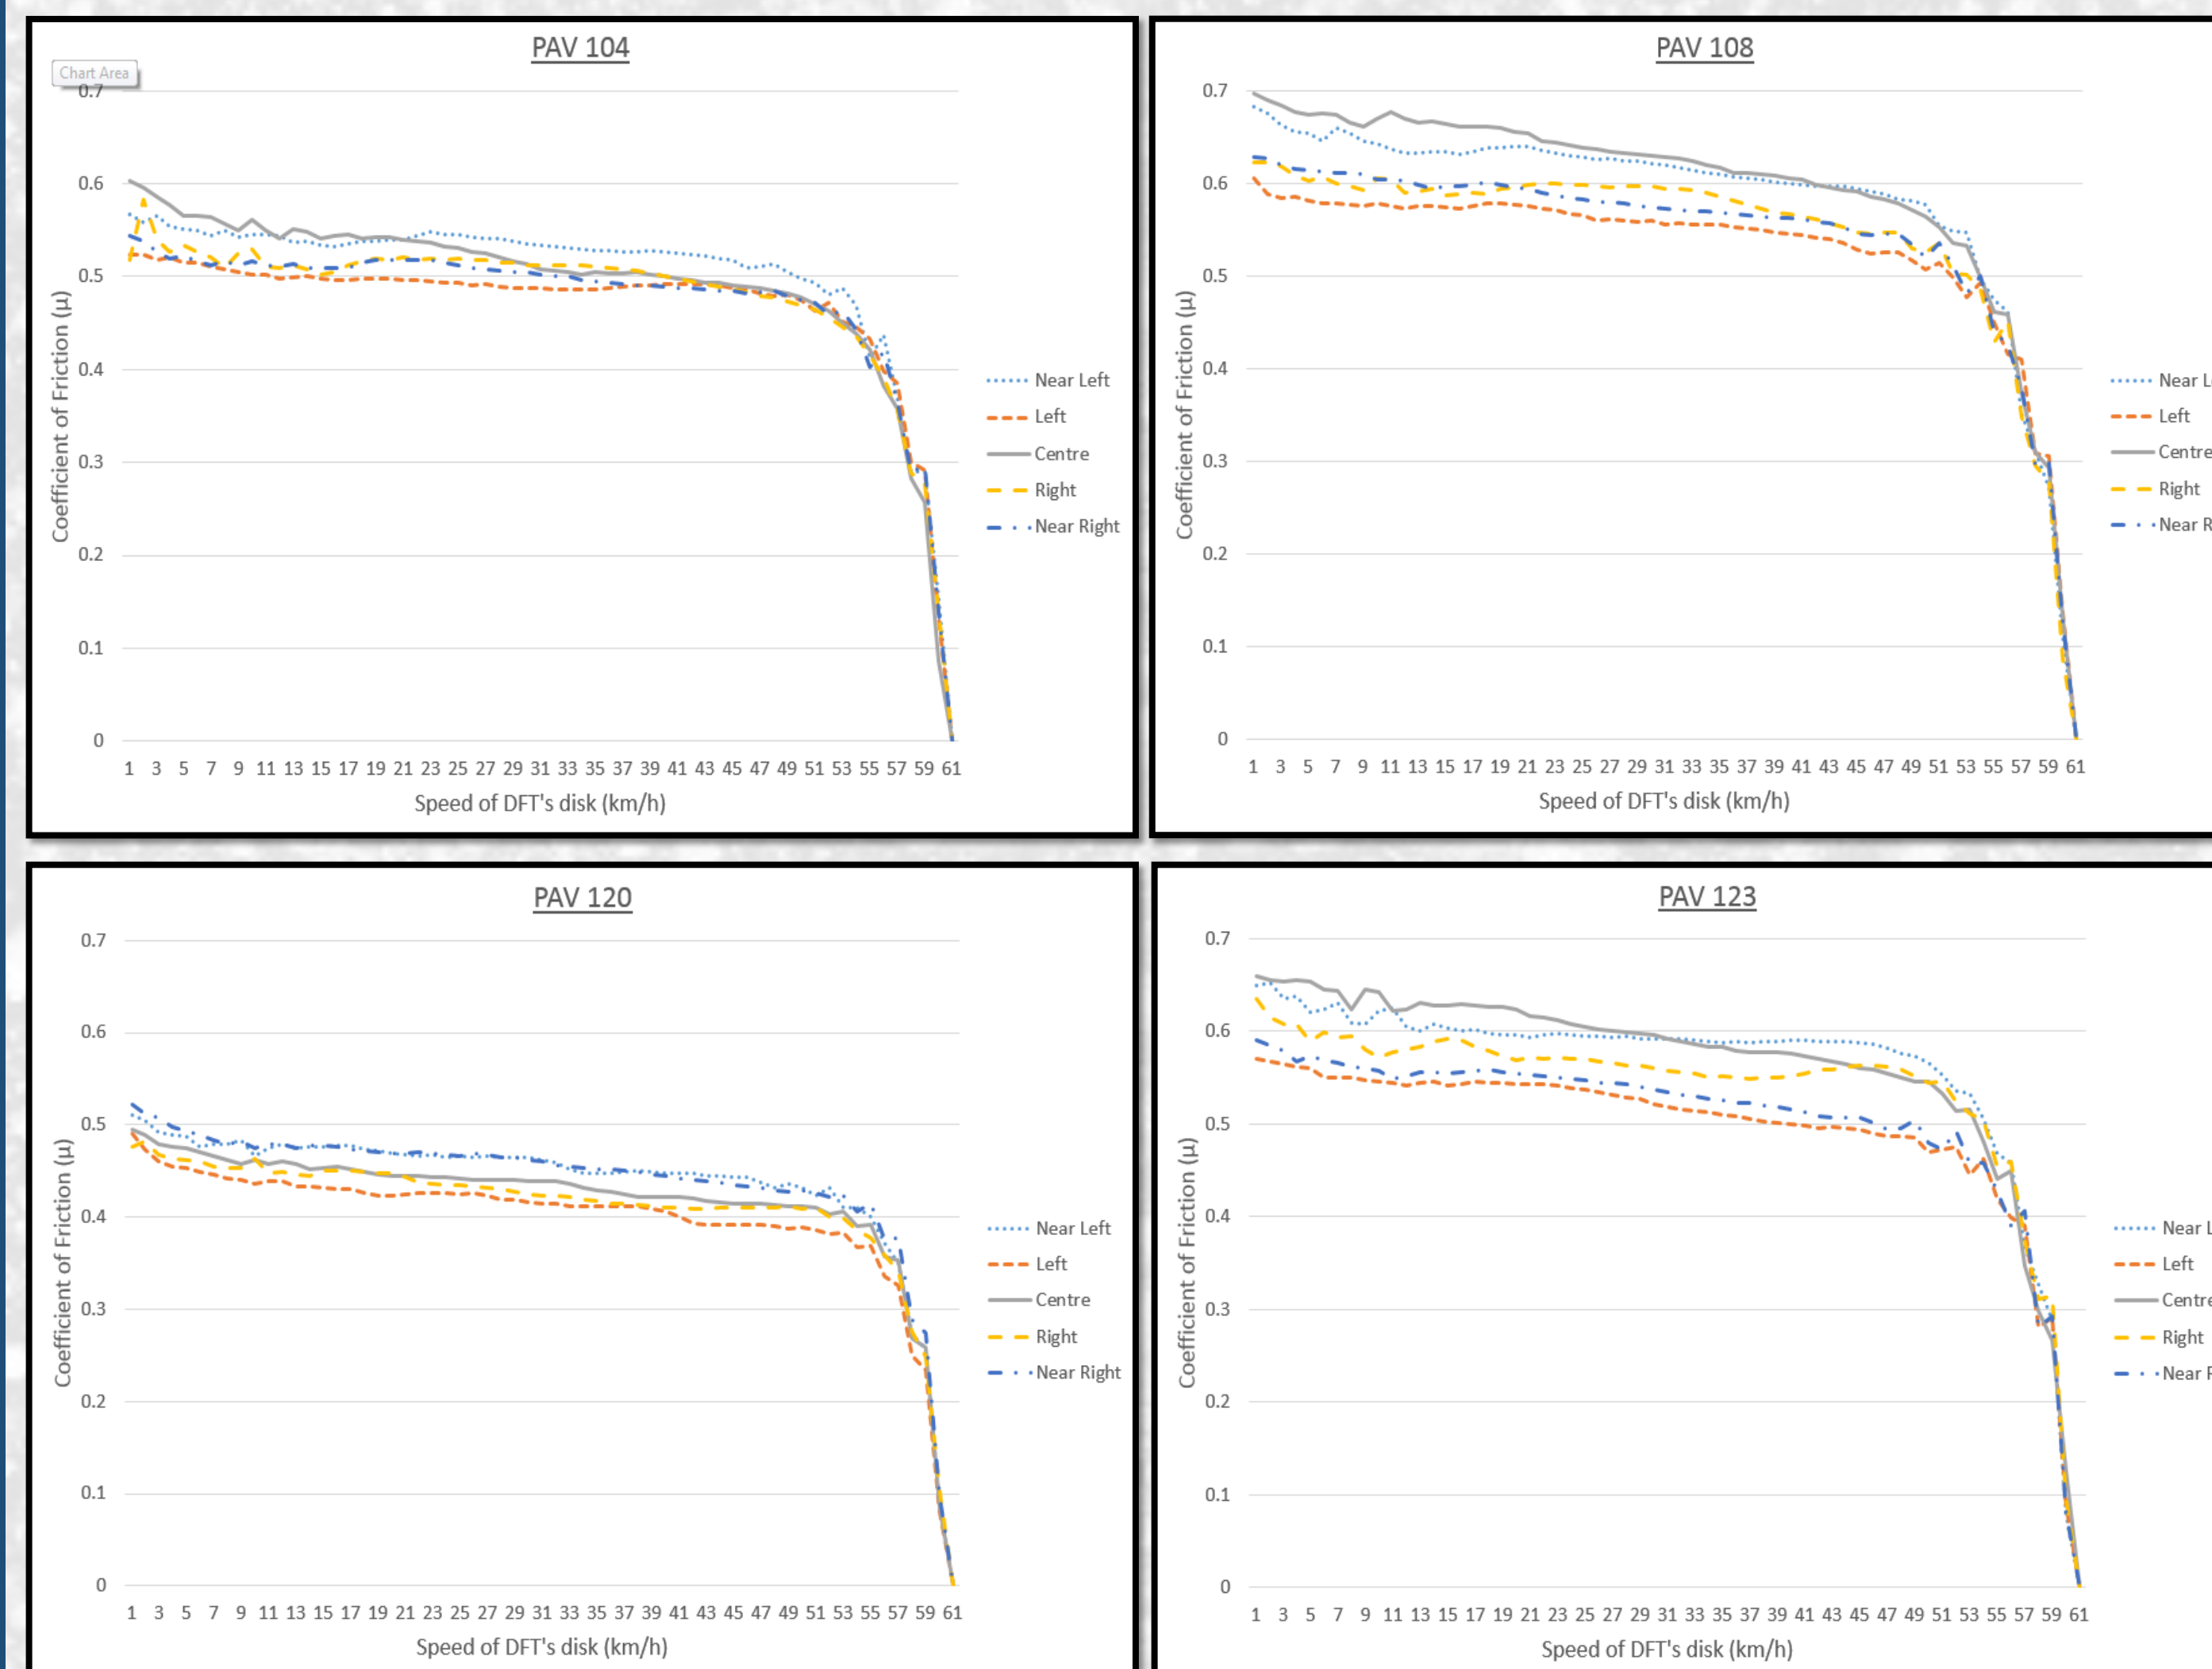 PAV 104
Chart Area
0.7
0.6
0.5
0.4
0.3
0.2
0.1
0
Coefficient of Friction (µ)
1 3 5 7 9 11 13 15 17 19 21 23 25 27 29 31 33 35 37 39 41 43 45 47 49 51 53 55 57 59 61
Speed of DFT's disk (km/h)
Near Left
Left
Centre
Right
Near Right
PAV 108
0.7
0.6
0.5
0.4
0.3
0.2
0.1
0
Coefficient of Friction (µ)
1 3 5 7 9 11 13 15 17 19 21 23 25 27 29 31 33 35 37 39 41 43 45 47 49 51 53 55 57 59 61
Speed of DFT's disk (km/h)
Near L
Left
Centre
Right
Near R
PAV 120
0.7
0.6
0.5
0.4
0.3
0.2
0.1
0
Coefficient of Friction (µ)
1 3 5 7 9 11 13 15 17 19 21 23 25 27 29 31 33 35 37 39 41 43 45 47 49 51 53 55 57 59 61
Speed of DFT's disk (km/h)
Near Left
Left
Centre
Right
Near Right
PAV 123
0.7
0.6
0.5
0.4
0.3
0.2
0.1
0
Coefficient of Friction (µ)
1 3 5 7 9 11 13 15 17 19 21 23 25 27 29 31 33 35 37 39 41 43 45 47 49 51 53 55 57 59 61
Speed of DFT's disk (km/h)
Near L
Left
Centre
Right
Near R